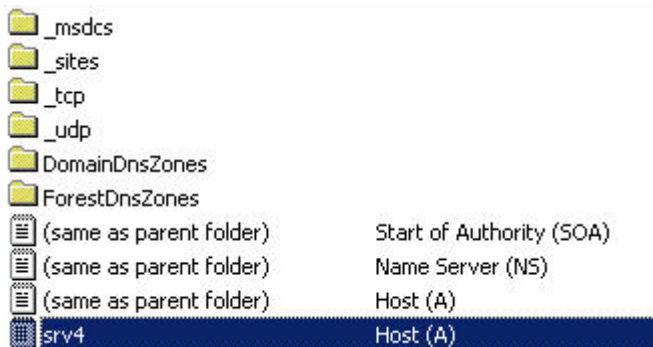 _msdcs
_sites
_tcp
_udp
DomainDnsZones
ForestDnsZones
(same as parent folder) Start of Authority (SOA)
(same as parent folder) Name Server (NS)
(same as parent folder) Host (A)
srv4 Host (A)